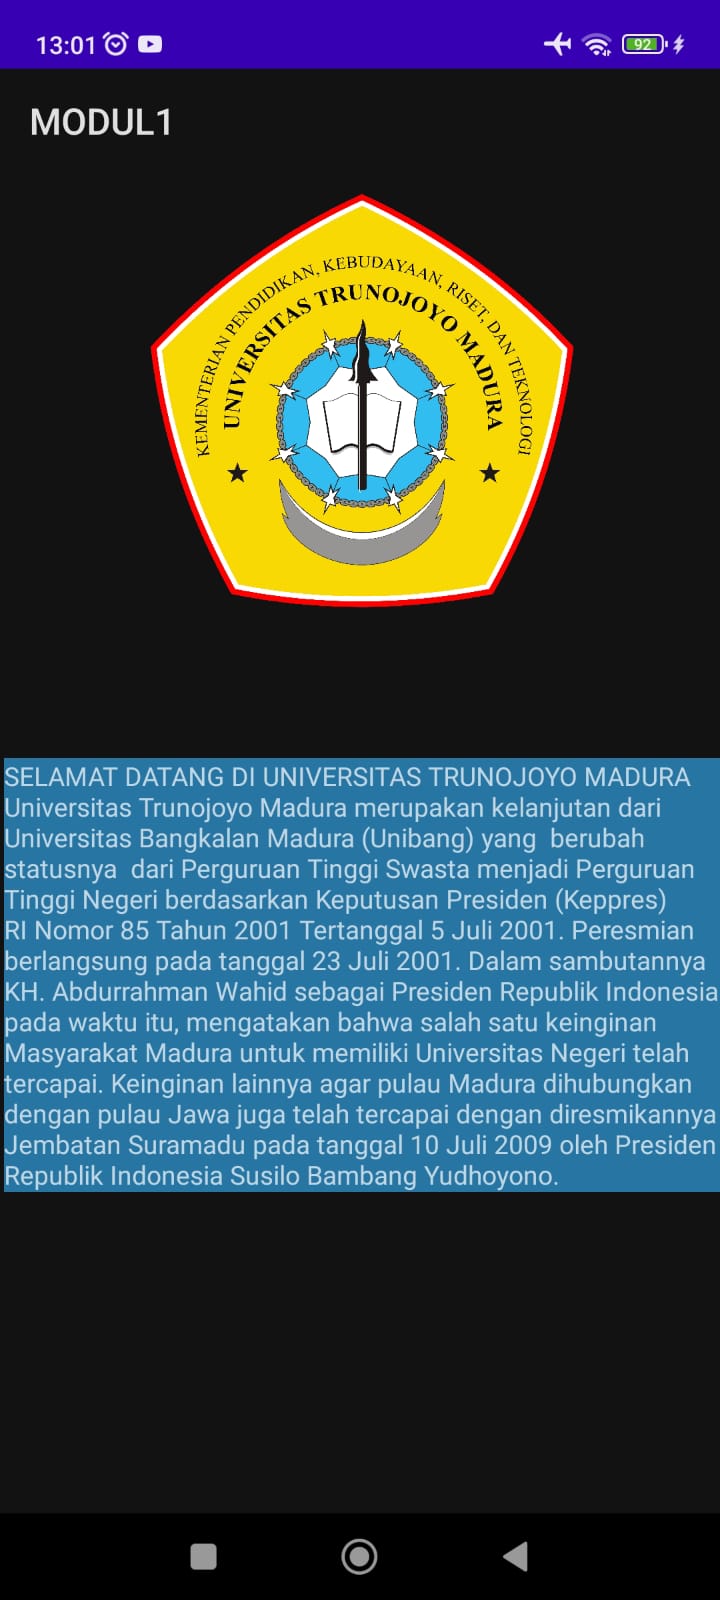 13:01
92
MODUL1
KEMENTERIAN PENDIDIKAN, KEBUDAYAAN, RISET, DAN TEKNOLOGI
UNIVERSITAS TRUNOJOYO MADURA
SELAMAT DATANG DI UNIVERSITAS TRUNOJOYO MADURA
Universitas Trunojoyo Madura merupakan kelanjutan dari
Universitas Bangkalan Madura (Unibang) yang  berubah
statusnya  dari Perguruan Tinggi Swasta menjadi Perguruan
Tinggi Negeri berdasarkan Keputusan Presiden (Keppres)
RI Nomor 85 Tahun 2001 Tertanggal 5 Juli 2001. Peresmian
berlangsung pada tanggal 23 Juli 2001. Dalam sambutannya
KH. Abdurrahman Wahid sebagai Presiden Republik Indonesia
pada waktu itu, mengatakan bahwa salah satu keinginan
Masyarakat Madura untuk memiliki Universitas Negeri telah
tercapai. Keinginan lainnya agar pulau Madura dihubungkan
dengan pulau Jawa juga telah tercapai dengan diresmikannya
Jembatan Suramadu pada tanggal 10 Juli 2009 oleh Presiden
Republik Indonesia Susilo Bambang Yudhoyono.